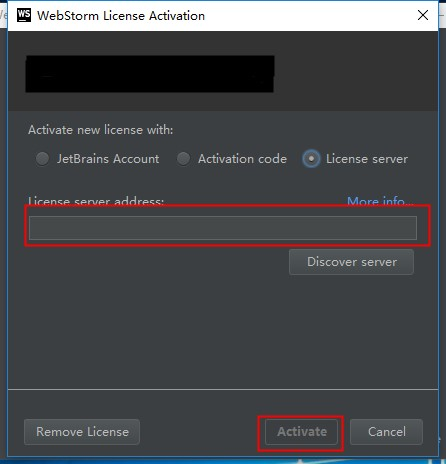 WS WebStorm License Activation
Activate new license with:
JetBrains Account Activation code License server
License server address: More info...
Discover server
Remove License Activate Cancel